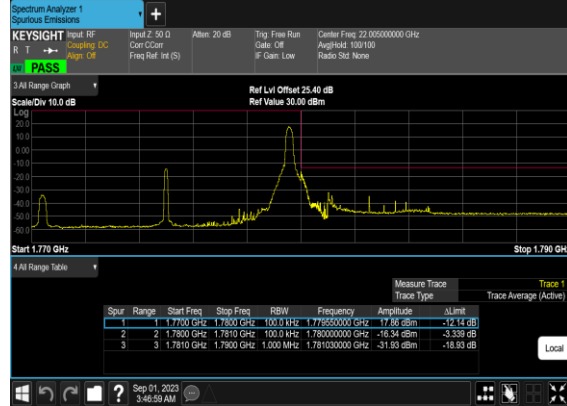 Spectrum Analyzer 1
Spurious Emissions
+
KEYSIGHT Input: RF Input Z: 50 Ω Atten: 20 dB Trig: Free Run Center Freq: 22.005000000 GHz
R T Coupling: DC Corr CCorr Gate: Off Avg|Hold: 100/100
Align: Off Freq Ref: Int (S) IF Gain: Low Radio Std: None
PASS
3 All Range Graph
Ref Lvl Offset 25.40 dB
Scale/Div 10.0 dB Ref Value 30.00 dBm
Log
20.0
10.0
0.00
-10.0
-20.0
-30.0
-40.0
-50.0
-60.0
Start 1.770 GHz Stop 1.790 GHz
4 All Range Table
Measure Trace Trace 1
Trace Type Trace Average (Active)
Spur Range Start Freq Stop Freq RBW Frequency Amplitude ΔLimit
1 1 1.7700 GHz 1.7800 GHz 100.0 kHz 1.779550000 GHz 17.86 dBm -12.14 dB
2 2 1.7800 GHz 1.7810 GHz 100.0 kHz 1.780000000 GHz -16.34 dBm -3.339 dB
3 3 1.7810 GHz 1.7900 GHz 1.000 MHz 1.781030000 GHz -31.93 dBm -18.93 dB
Local
? Sep 01, 2023
3:46:59 AM